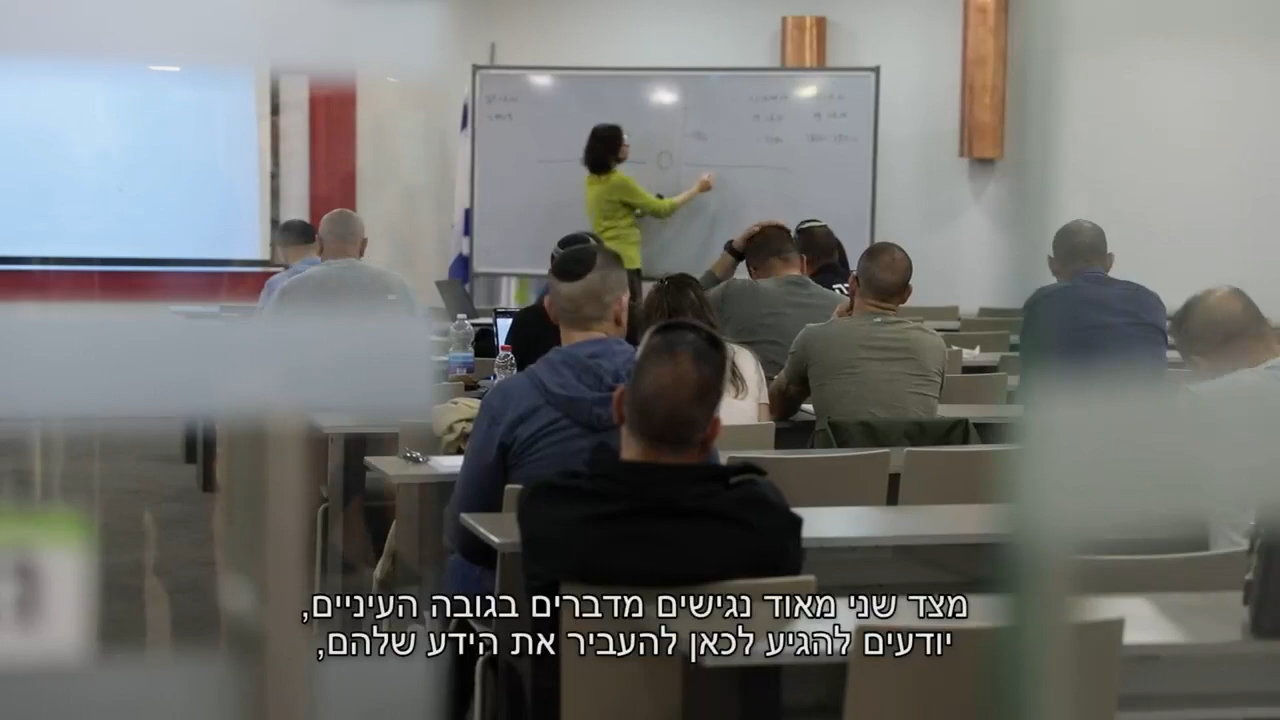 מצד שני מאוד נגישים מדברים בגובה העיניים,
יודעים להגיע לכאן להעביר את הידע שלהם,